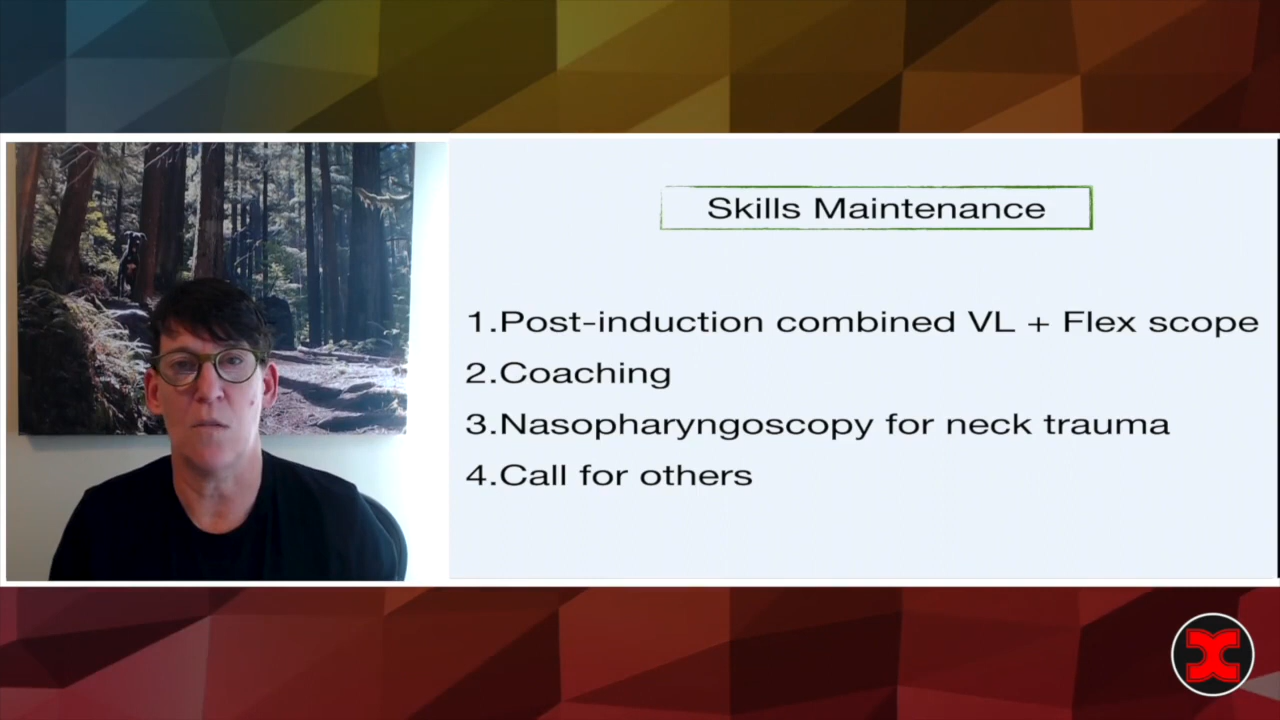 Skills Maintenance
1.Post-induction combined VL + Flex scope
2.Coaching
3.Nasopharyngoscopy for neck trauma
4.Call for others